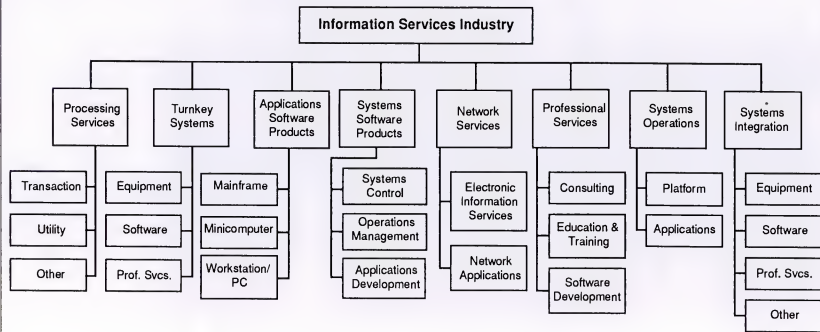 Information Services Industry
Processing
Services
Turnkey
Systems
Applications
Software
Products
Systems
Software
Products
Network
Services
Professional
Services
Systems
Operations
Systems
Integration
Transaction
Utility
Other
Equipment
Software
Prof. Svcs.
Mainframe
Minicomputer
Workstation/
PC
Systems
Control
Operations
Management
Applications
Development
Electronic
Information
Services
Network
Applications
Consulting
Education &
Training
Software
Development
Platform
Applications
Equipment
Software
Prof. Svcs.
Other